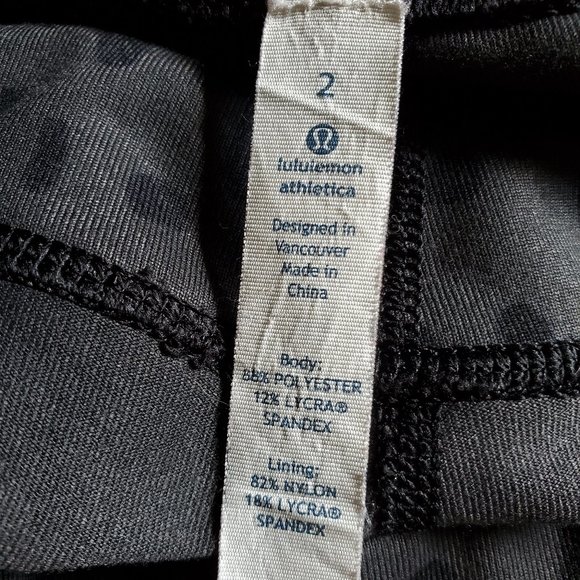 2
lululemon
athletica
Designed in
Vancouver
Made in
China
Body:
88% POLYESTER
12% LYCRA®
SPANDEX
Lining:
82% NYLON
18% LYCRA®
SPANDEX